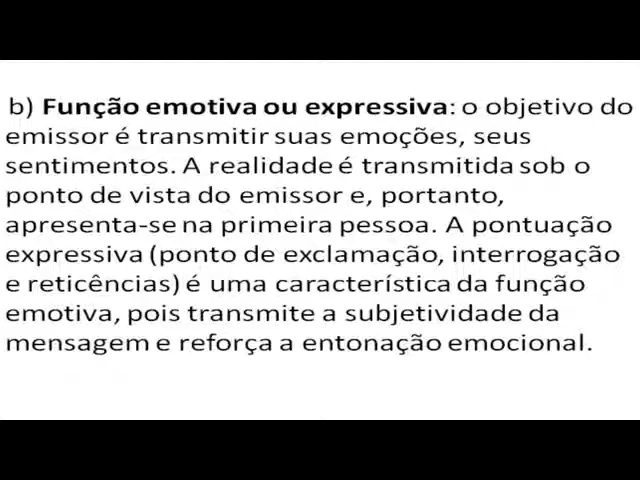 b) Função emotiva ou expressiva: o objetivo do
emissor é transmitir suas emoções, seus
sentimentos. A realidade é transmitida sob o
ponto de vista do emissor e, portanto,
apresenta-se na primeira pessoa. A pontuação
expressiva (ponto de exclamação, interrogação
e reticências) é uma característica da função
emotiva, pois transmite a subjetividade da
mensagem e reforça a entonação emocional.